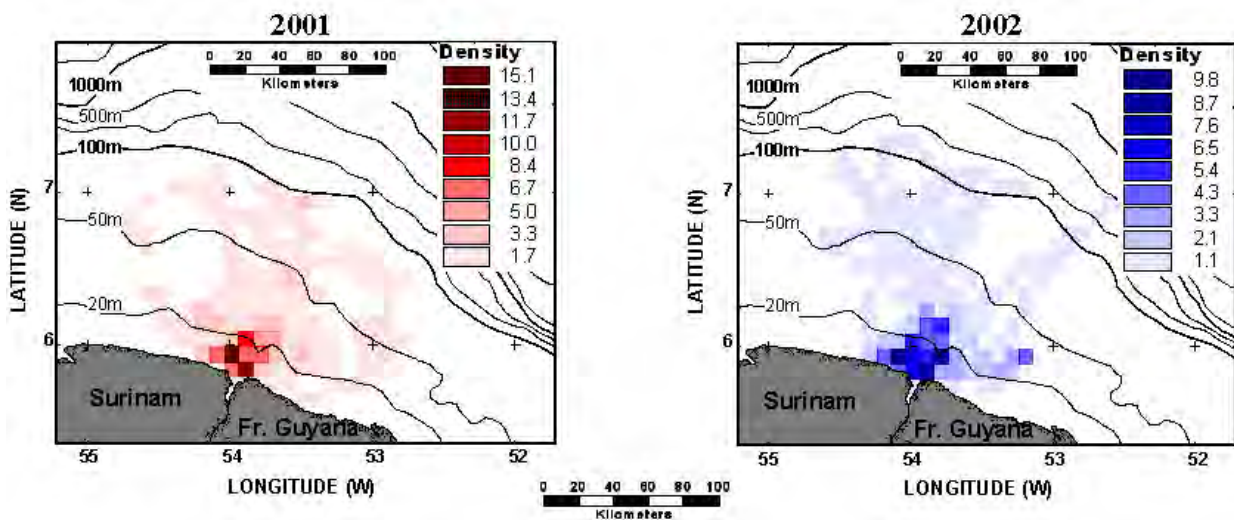 2001
0 20 40 60 80 100
Kilometers
Density
15.1
13.4
11.7
10.0
8.4
6.7
5.0
3.3
1.7
1000m
500m
100m
50m
20m
7
6
LATITUDE (N)
Surinam
Fr. Guyana
55 54 53 52
LONGITUDE (W)
2002
0 20 40 60 80 100
Kilometers
Density
9.8
8.7
7.6
6.5
5.4
4.3
3.3
2.1
1.1
1000m
500m
100m
50m
20m
7
6
LATITUDE (N)
Surinam
Fr. Guyana
55 54 53 52
LONGITUDE (W)
0 20 40 60 80 100
Kilometers